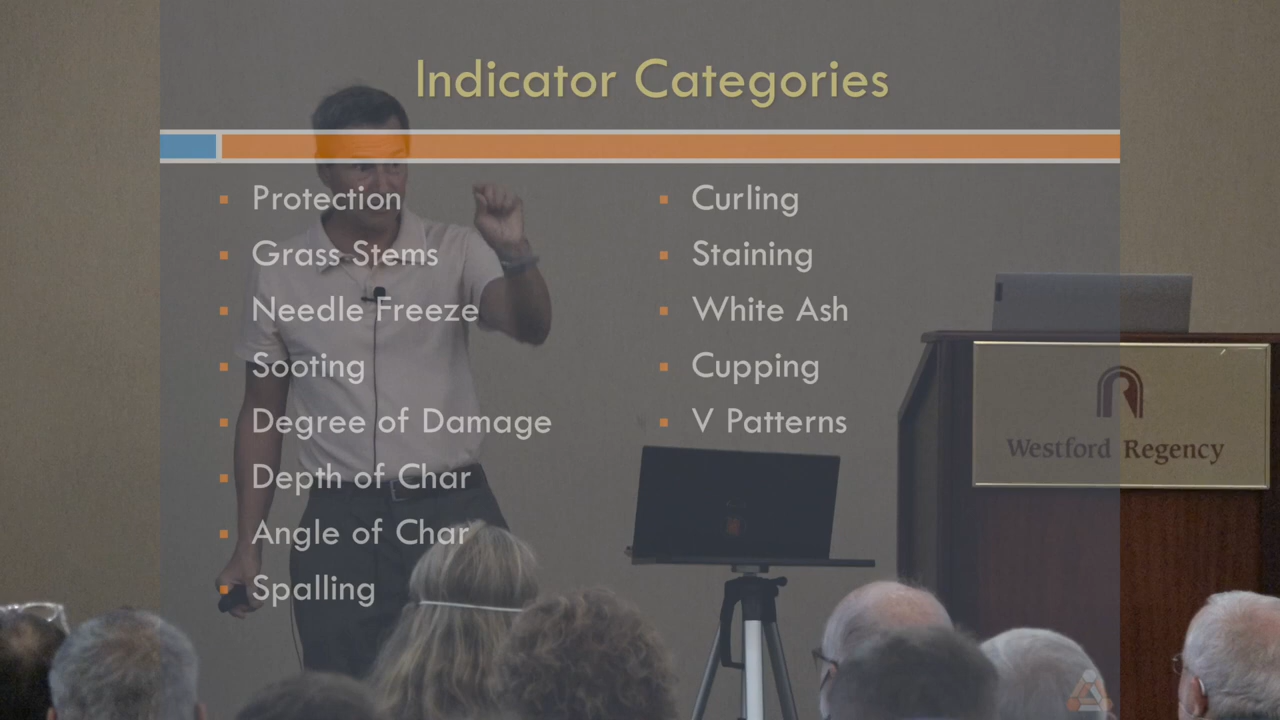 Indicator Categories
Protection
Grass Stems
Needle Freeze
Sooting
Degree of Damage
Depth of Char
Angle of Char
Spalling
Curling
Staining
White Ash
Cupping
V Patterns
Westford Regency